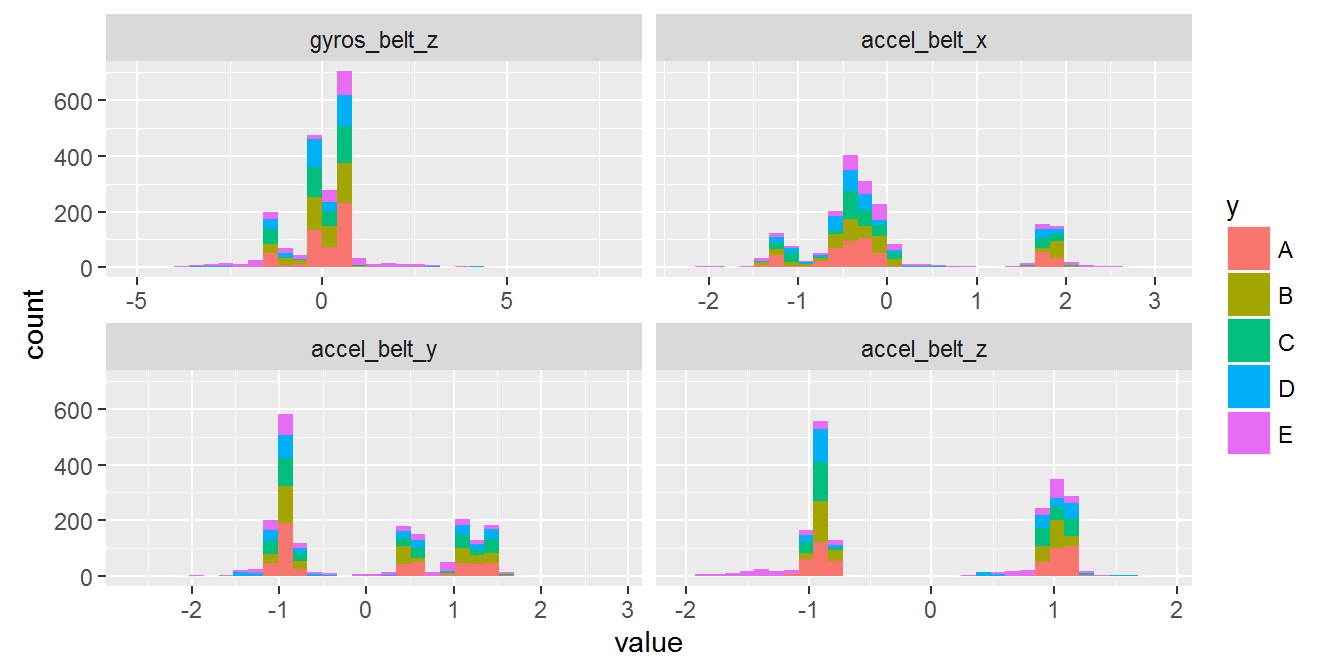 gyros_belt_z
accel_belt_x
600
400
200
0
-5 0 5
-2 -1 0 1 2 3
accel_belt_y
accel_belt_z
600
400
200
0
-2 -1 0 1 2 3
-2 -1 0 1 2
count
value
y
A
B
C
D
E